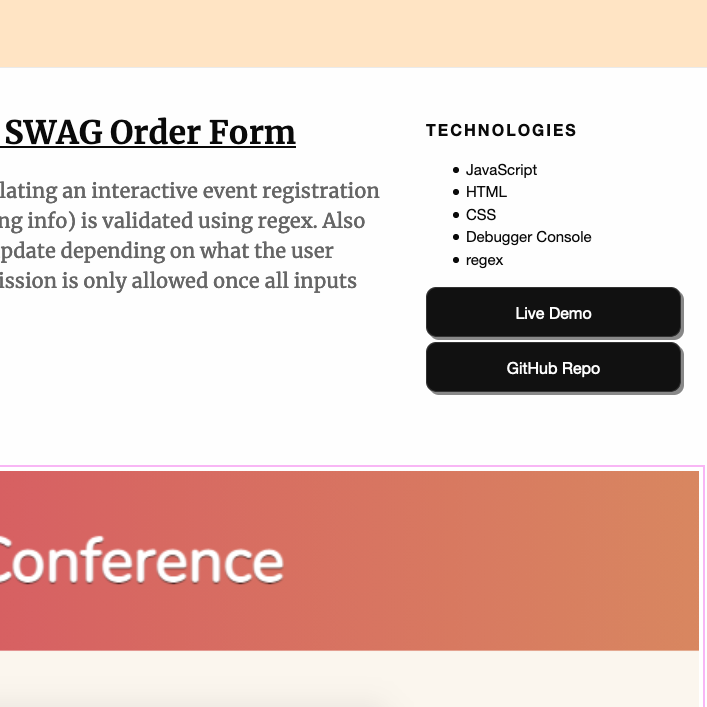 SWAG Order Form
lating an interactive event registration
ng info) is validated using regex. Also
pdate depending on what the user
ission is only allowed once all inputs
TECHNOLOGIES
JavaScript
HTML
CSS
Debugger Console
regex
Live Demo
GitHub Repo
Conference